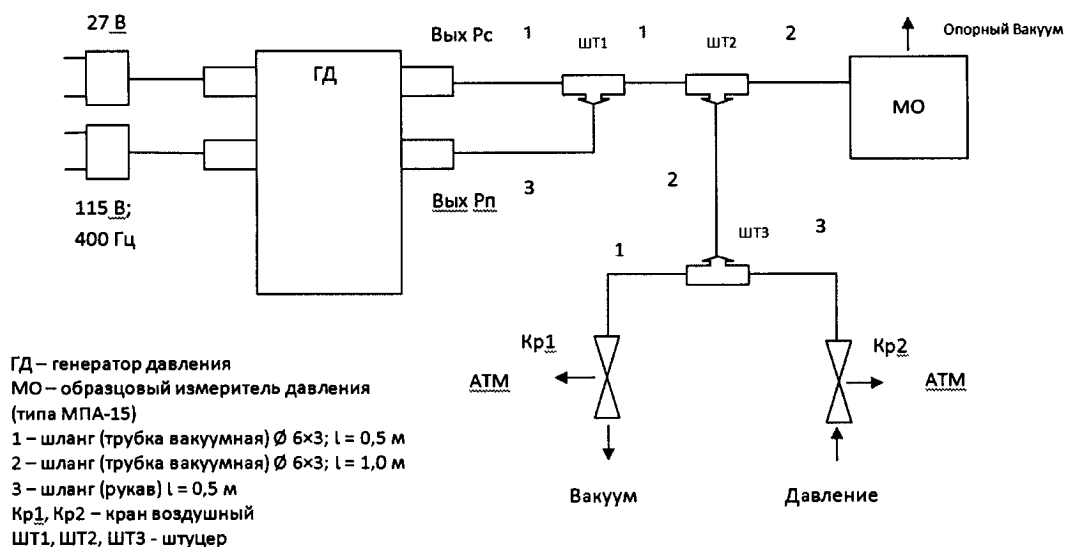 27 В
ГД
Вых Рс
1
ШТ1
1
ШТ2
2
Опорный Вакуум
МО
115 В;
400 Гц
Вых Рп
3
2
ШТ3
1
3
Кр1
АТМ
Кр2
АТМ
Вакуум
Давление
ГД – генератор давления
МО – образцовый измеритель давления
(типа МПА-15)
1 – шланг (трубка вакуумная) Ø 6×3; l = 0,5 м
2 – шланг (трубка вакуумная) Ø 6×3; l = 1,0 м
3 – шланг (рукав) l = 0,5 м
Кр1, Кр2 – кран воздушный
ШТ1, ШТ2, ШТ3 - штуцер